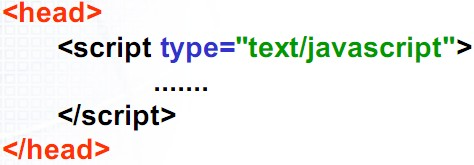 <head>
<script type="text/javascript">
.......
</script>
</head>